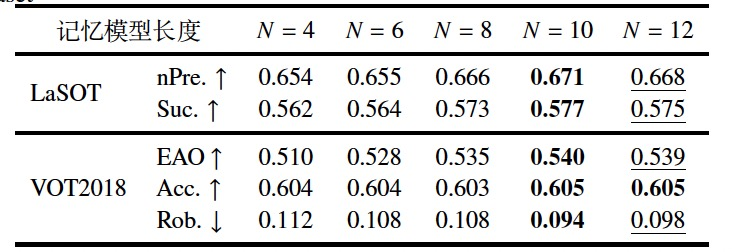 记忆模型长度 N = 4 N = 6 N = 8 N = 10 N = 12
LaSOT
nPre. ↑ 0.654 0.655 0.666 0.671 0.668
Suc. ↑ 0.562 0.564 0.573 0.577 0.575
VOT2018
EAO ↑ 0.510 0.528 0.535 0.540 0.539
Acc. ↑ 0.604 0.604 0.603 0.605 0.605
Rob. ↓ 0.112 0.108 0.108 0.094 0.098